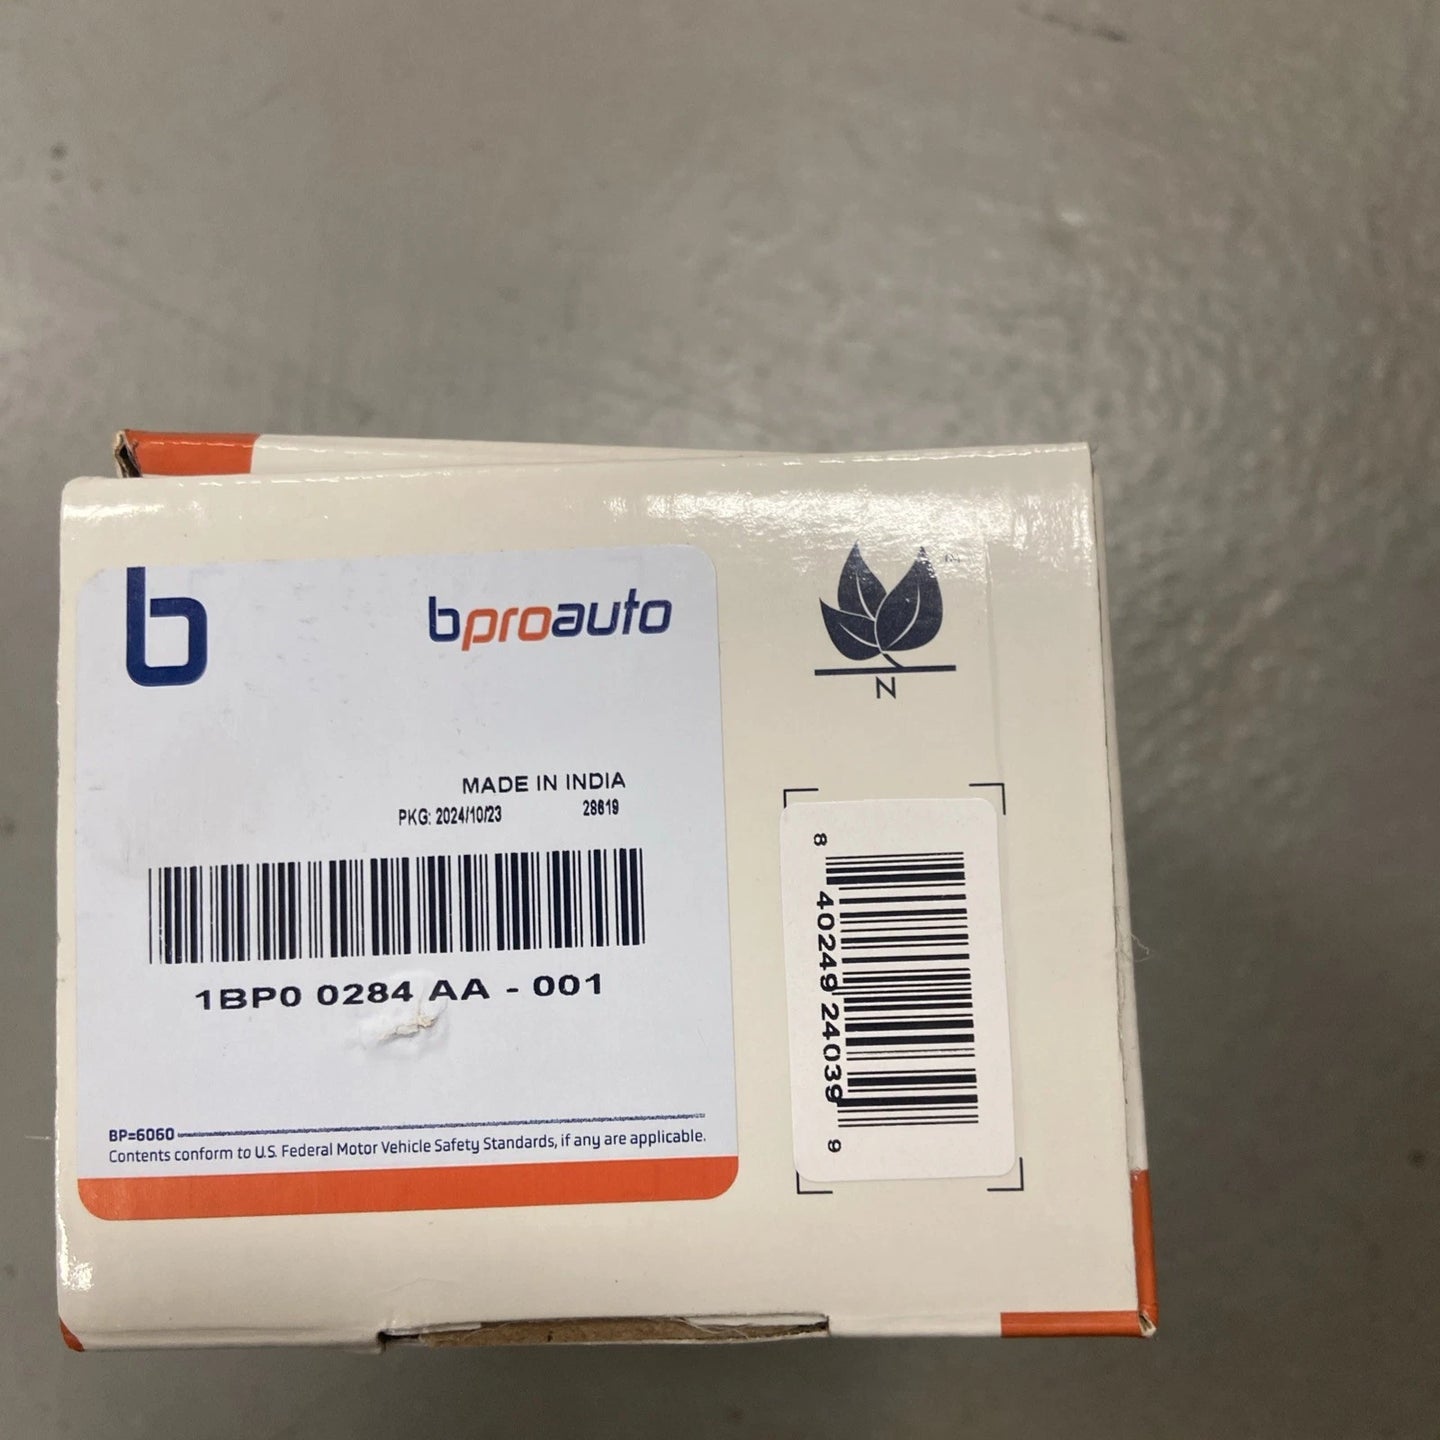 b
bproauto
MADE IN INDIA
PKG: 2024/10/23 28619
1BP0 0284 AA - 001
BP=6060
Contents conform to U.S. Federal Motor Vehicle Safety Standards, if any are applicable.
N
8 40249 24039 9